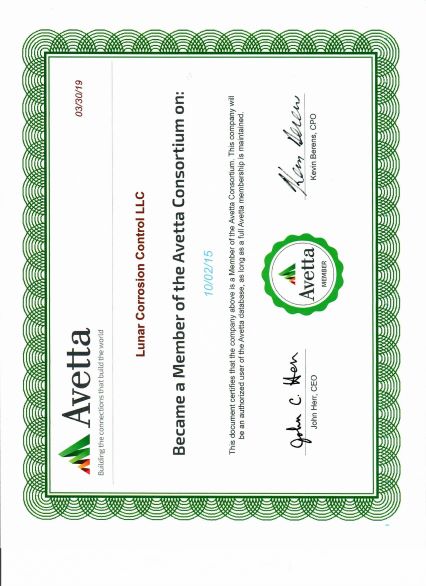 Avetta
Building the connections that build the world
03/30/19
Lunar Corrosion Control LLC
Became a Member of the Avetta Consortium on:
10/02/15
This document certifies that the company above is a Member of the Avetta Consortium. This company will
be an authorized user of the Avetta database, as long as a full Avetta membership is maintained.
John C. Herr
Kevin Berens
John Herr, CEO
Kevin Berens, CPO
Avetta
MEMBER